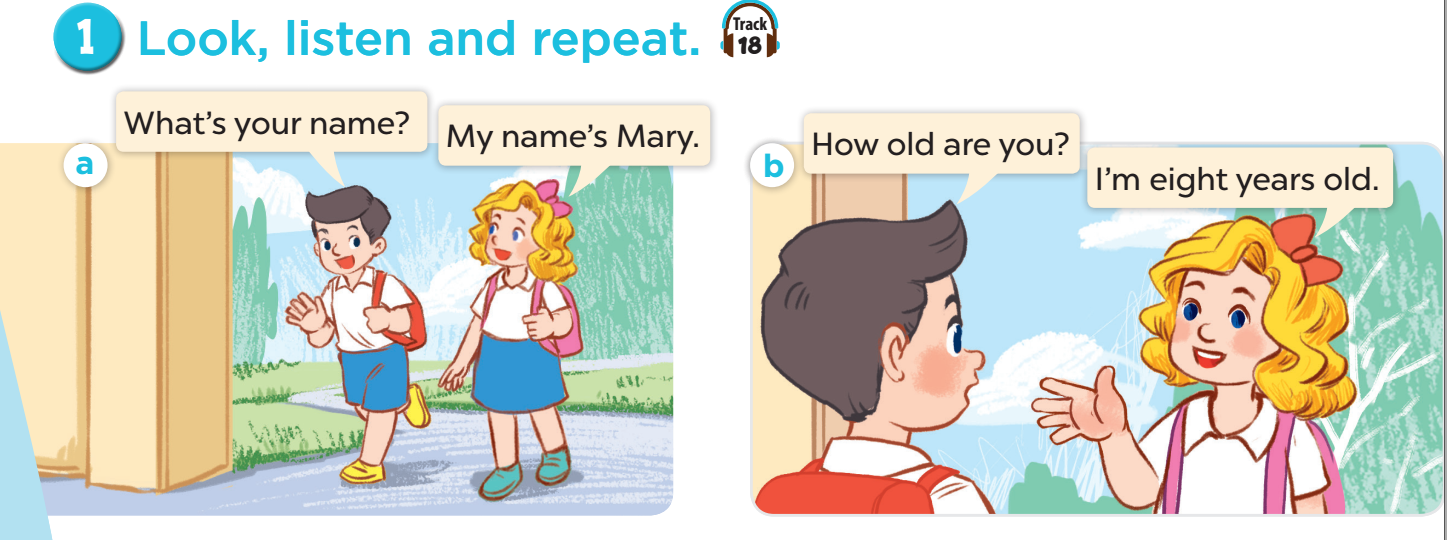 1 Look, listen and repeat. Track 18
a
What's your name?
My name's Mary.
b
How old are you?
I'm eight years old.